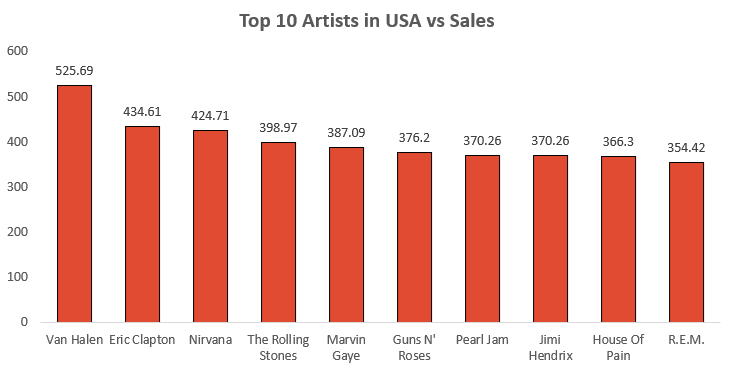 Top 10 Artists in USA vs Sales
600
500
400
300
200
100
0
525.69
434.61
424.71
398.97
387.09
376.2
370.26
370.26
366.3
354.42
Van Halen
Eric Clapton
Nirvana
The Rolling
Stones
Marvin
Gaye
Guns N'
Roses
Pearl Jam
Jimi
Hendrix
House Of
Pain
R.E.M.